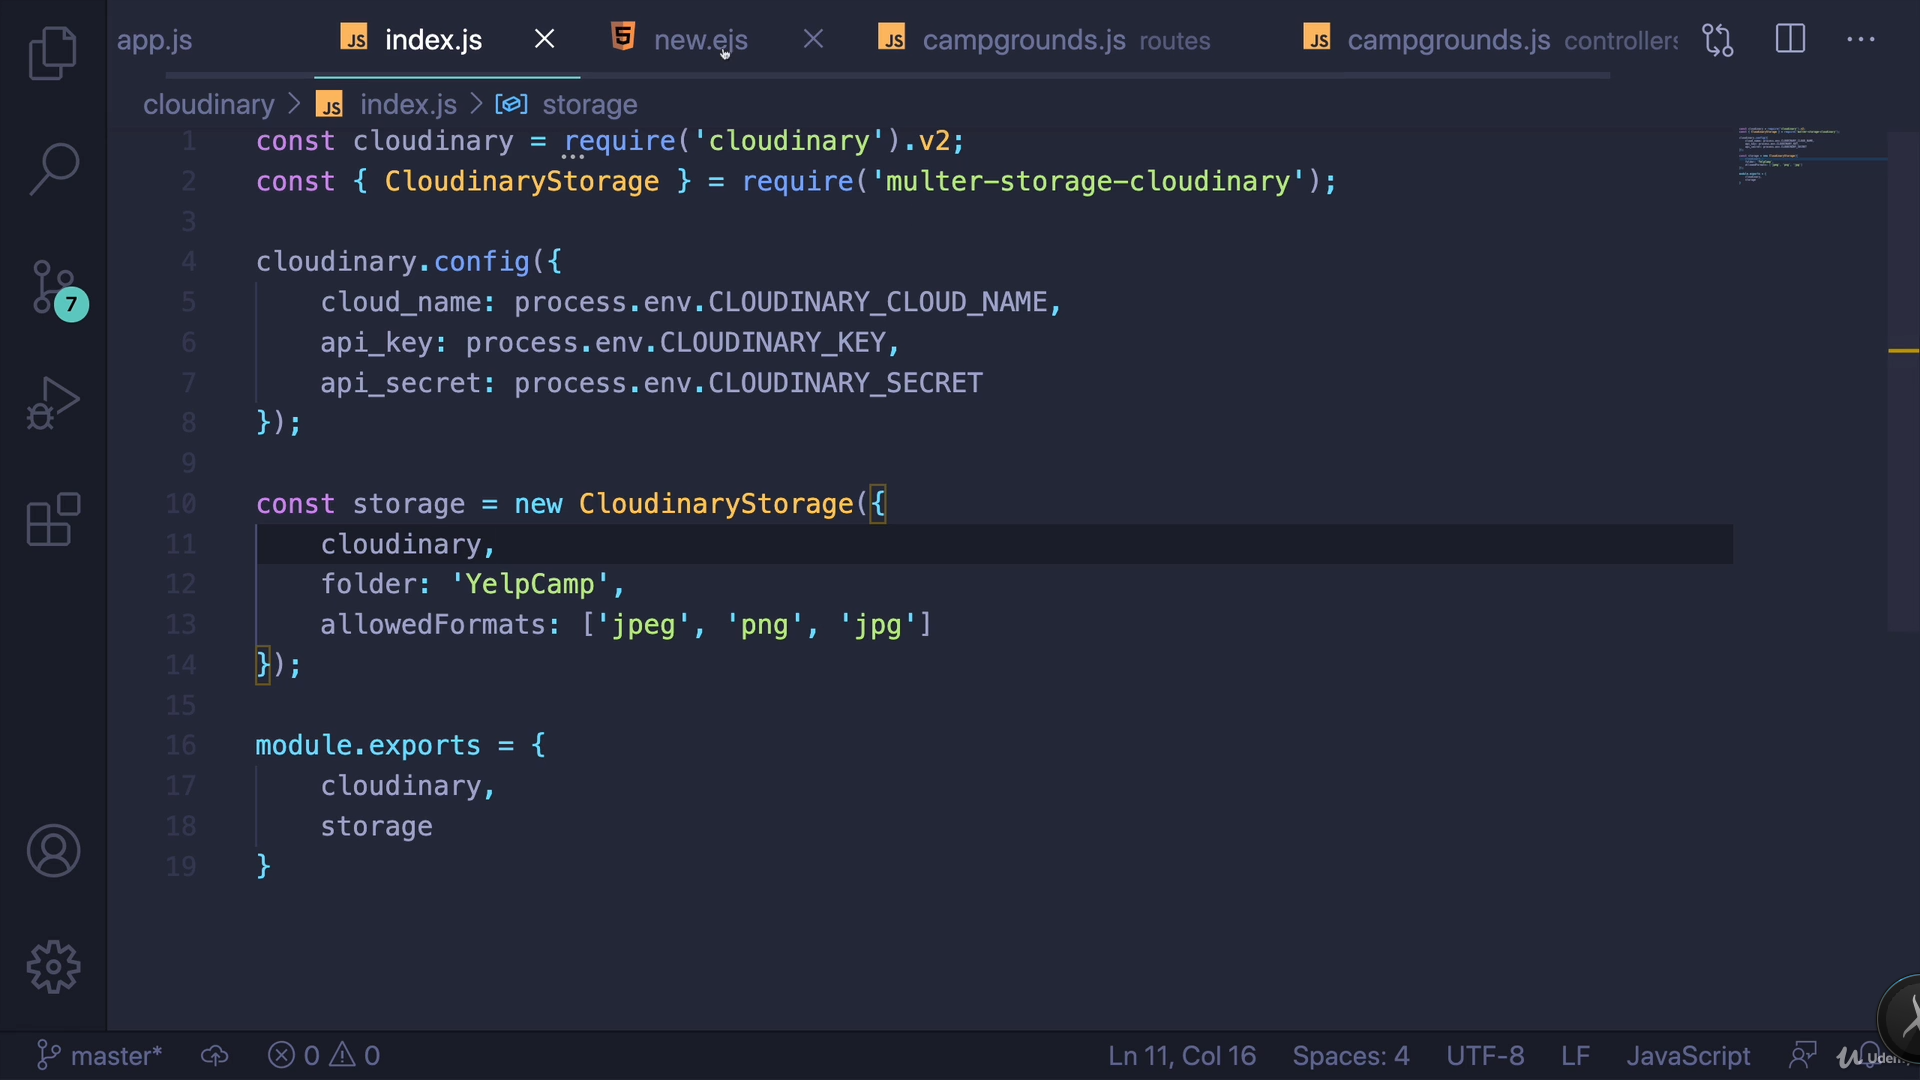 app.js JS index.js 5 new.ejs JS campgrounds.js routes JS campgrounds.js controllers
cloudinary > JS index.js > storage
1 const cloudinary = require('cloudinary').v2;
2 const { CloudinaryStorage } = require('multer-storage-cloudinary');
3
4 cloudinary.config({
5 cloud_name: process.env.CLOUDINARY_CLOUD_NAME,
6 api_key: process.env.CLOUDINARY_KEY,
7 api_secret: process.env.CLOUDINARY_SECRET
8 });
9
10 const storage = new CloudinaryStorage({
11 cloudinary,
12 folder: 'YelpCamp',
13 allowedFormats: ['jpeg', 'png', 'jpg']
14 });
15
16 module.exports = {
17 cloudinary,
18 storage
19 }
7
master* 0 0 Ln 11, Col 16 Spaces: 4 UTF-8 LF JavaScript